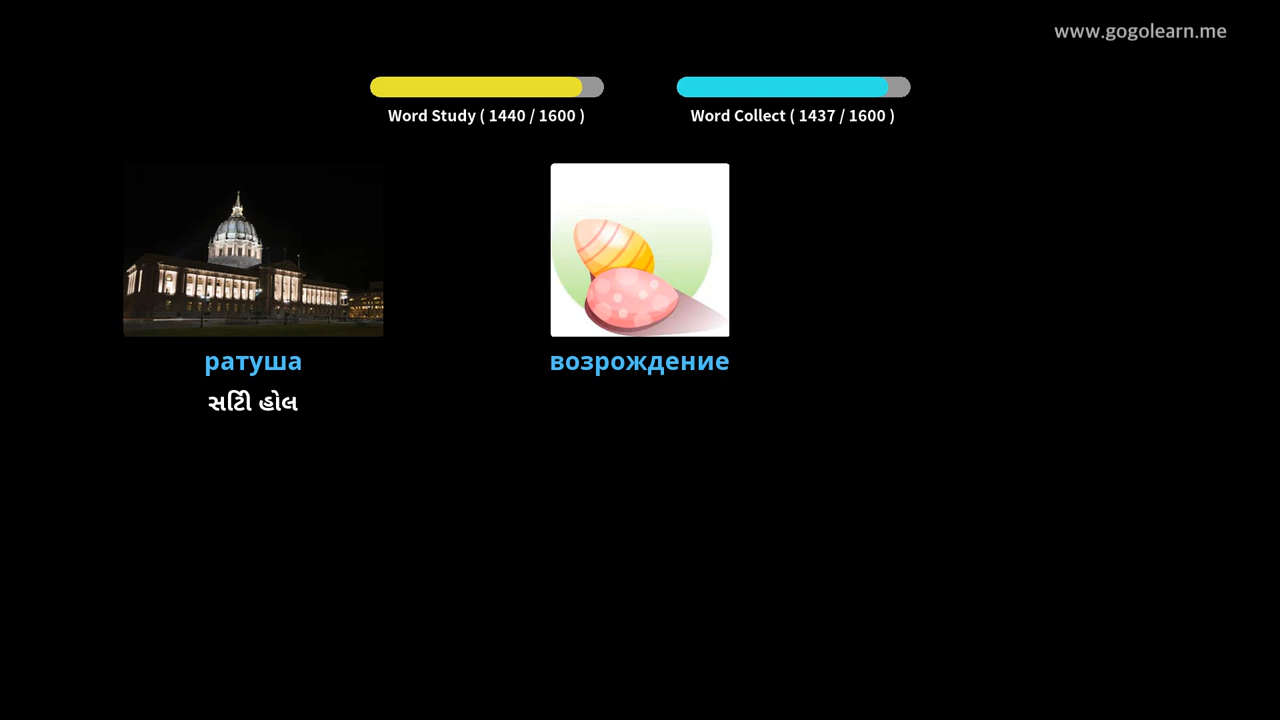 www.gogolearn.me
Word Study ( 1440 / 1600 )
Word Collect ( 1437 / 1600 )
ратуша
возрождение
સિટી હોલ